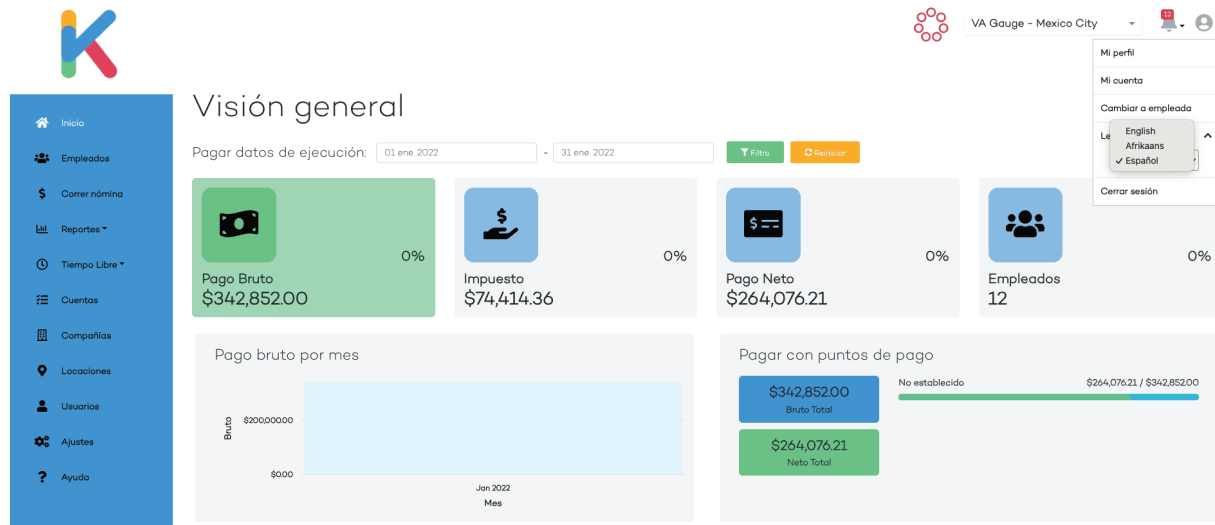 K
VA Gauge - Mexico City
12
Mi perfil
Mi cuenta
Cambiar a empleada
Le
English
Afrikaans
✓ Español
Cerrar sesión
Inicio
Empleados
Correr nómina
Reportes
Tiempo Libre
Cuentas
Compañías
Locaciones
Usuarios
Ajustes
Ayuda
Visión general
Pagar datos de ejecución: 01 ene. 2022 - 31 ene. 2022 Filtro Reiniciar
0%
Pago Bruto
$342,852.00
0%
Impuesto
$74,414.36
0%
Pago Neto
$264,076.21
0%
Empleados
12
Pago bruto por mes
Bruto
$200,000.00
$0.00
Jan 2022
Mes
Pagar con puntos de pago
$342,852.00
Bruto Total
$264,076.21
Neto Total
No establecido $264,076.21 / $342,852.00